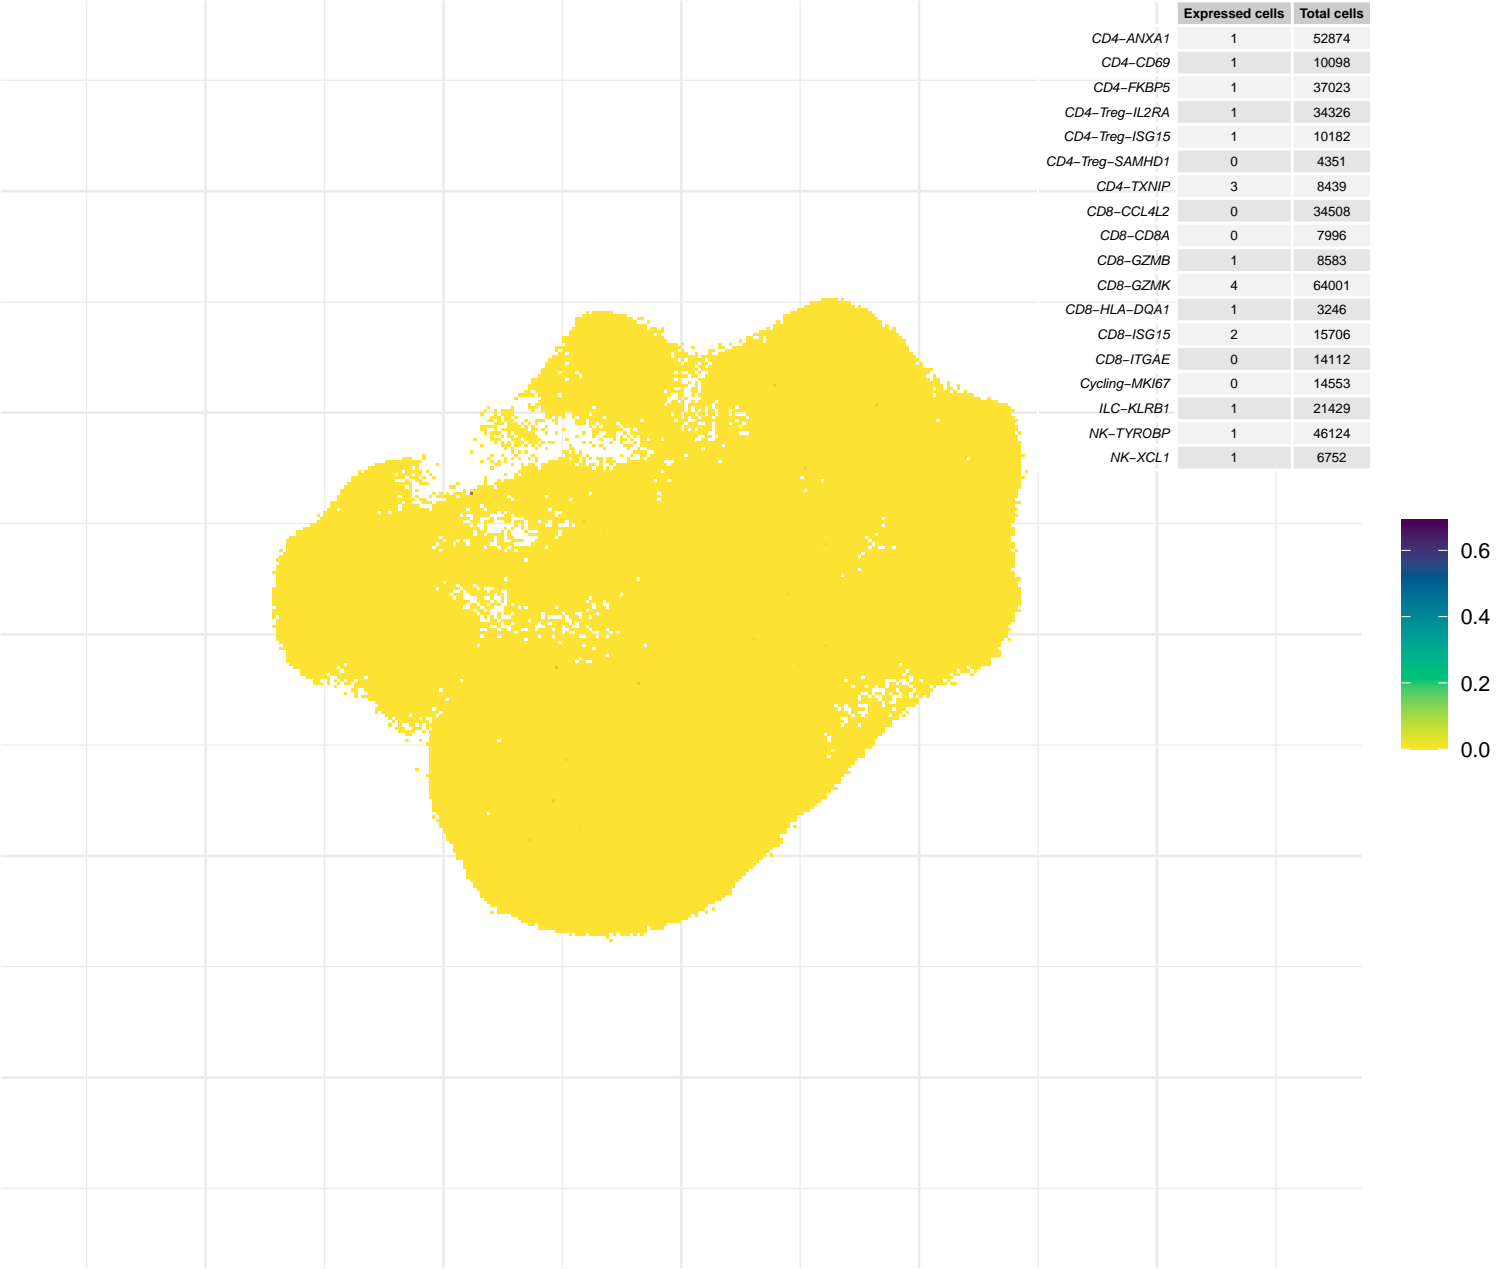 Expressed cells Total cells
CD4−ANXA1 1 52874
CD4−CD69 1 10098
CD4−FKBP5 1 37023
CD4−Treg−IL2RA 1 34326
CD4−Treg−ISG15 1 10182
CD4−Treg−SAMHD1 0 4351
CD4−TXNIP 3 8439
CD8−CCL4L2 0 34508
CD8−CD8A 0 7996
CD8−GZMB 1 8583
CD8−GZMK 4 64001
CD8−HLA−DQA1 1 3246
CD8−ISG15 2 15706
CD8−ITGAE 0 14112
Cycling−MKI67 0 14553
ILC−KLRB1 1 21429
NK−TYROBP 1 46124
NK−XCL1 1 6752
0.6
0.4
0.2
0.0